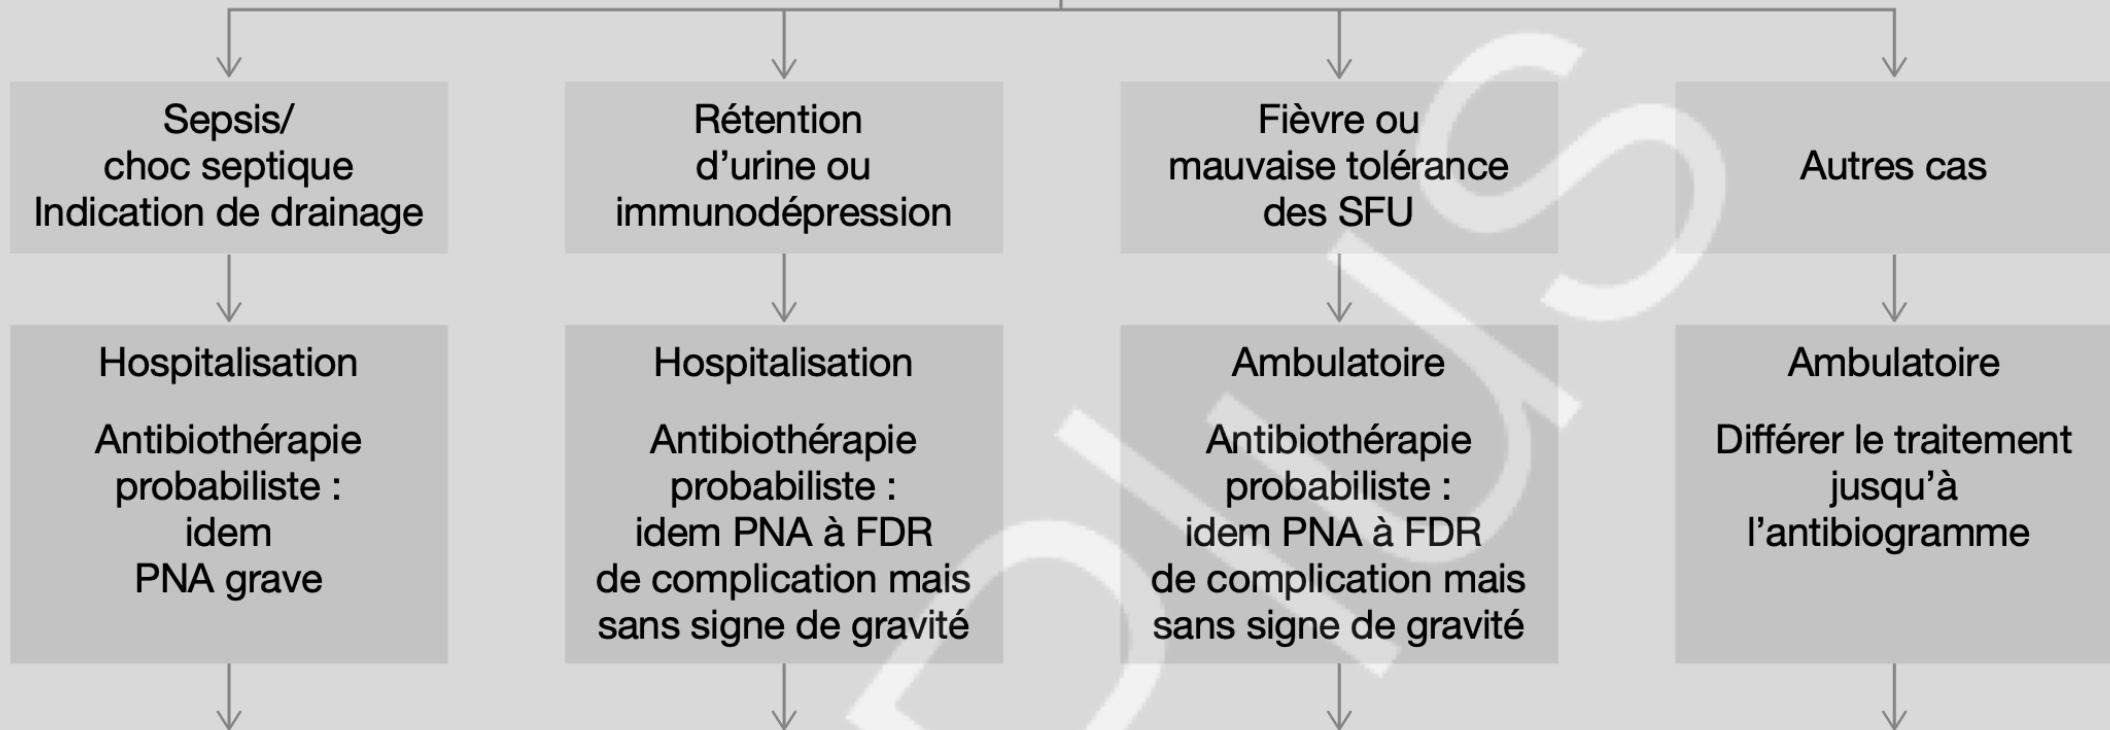 Sepsis/
choc septique
Indication de drainage
Rétention
d'urine ou
immunodépression
Fièvre ou
mauvaise tolérance
des SFU
Autres cas
Hospitalisation
Antibiothérapie
probabiliste :
idem
PNA grave
Hospitalisation
Antibiothérapie
probabiliste :
idem PNA à FDR
de complication mais
sans signe de gravité
Ambulatoire
Antibiothérapie
probabiliste :
idem PNA à FDR
de complication mais
sans signe de gravité
Ambulatoire
Différer le traitement
jusqu'à
l'antibiogramme
Plus